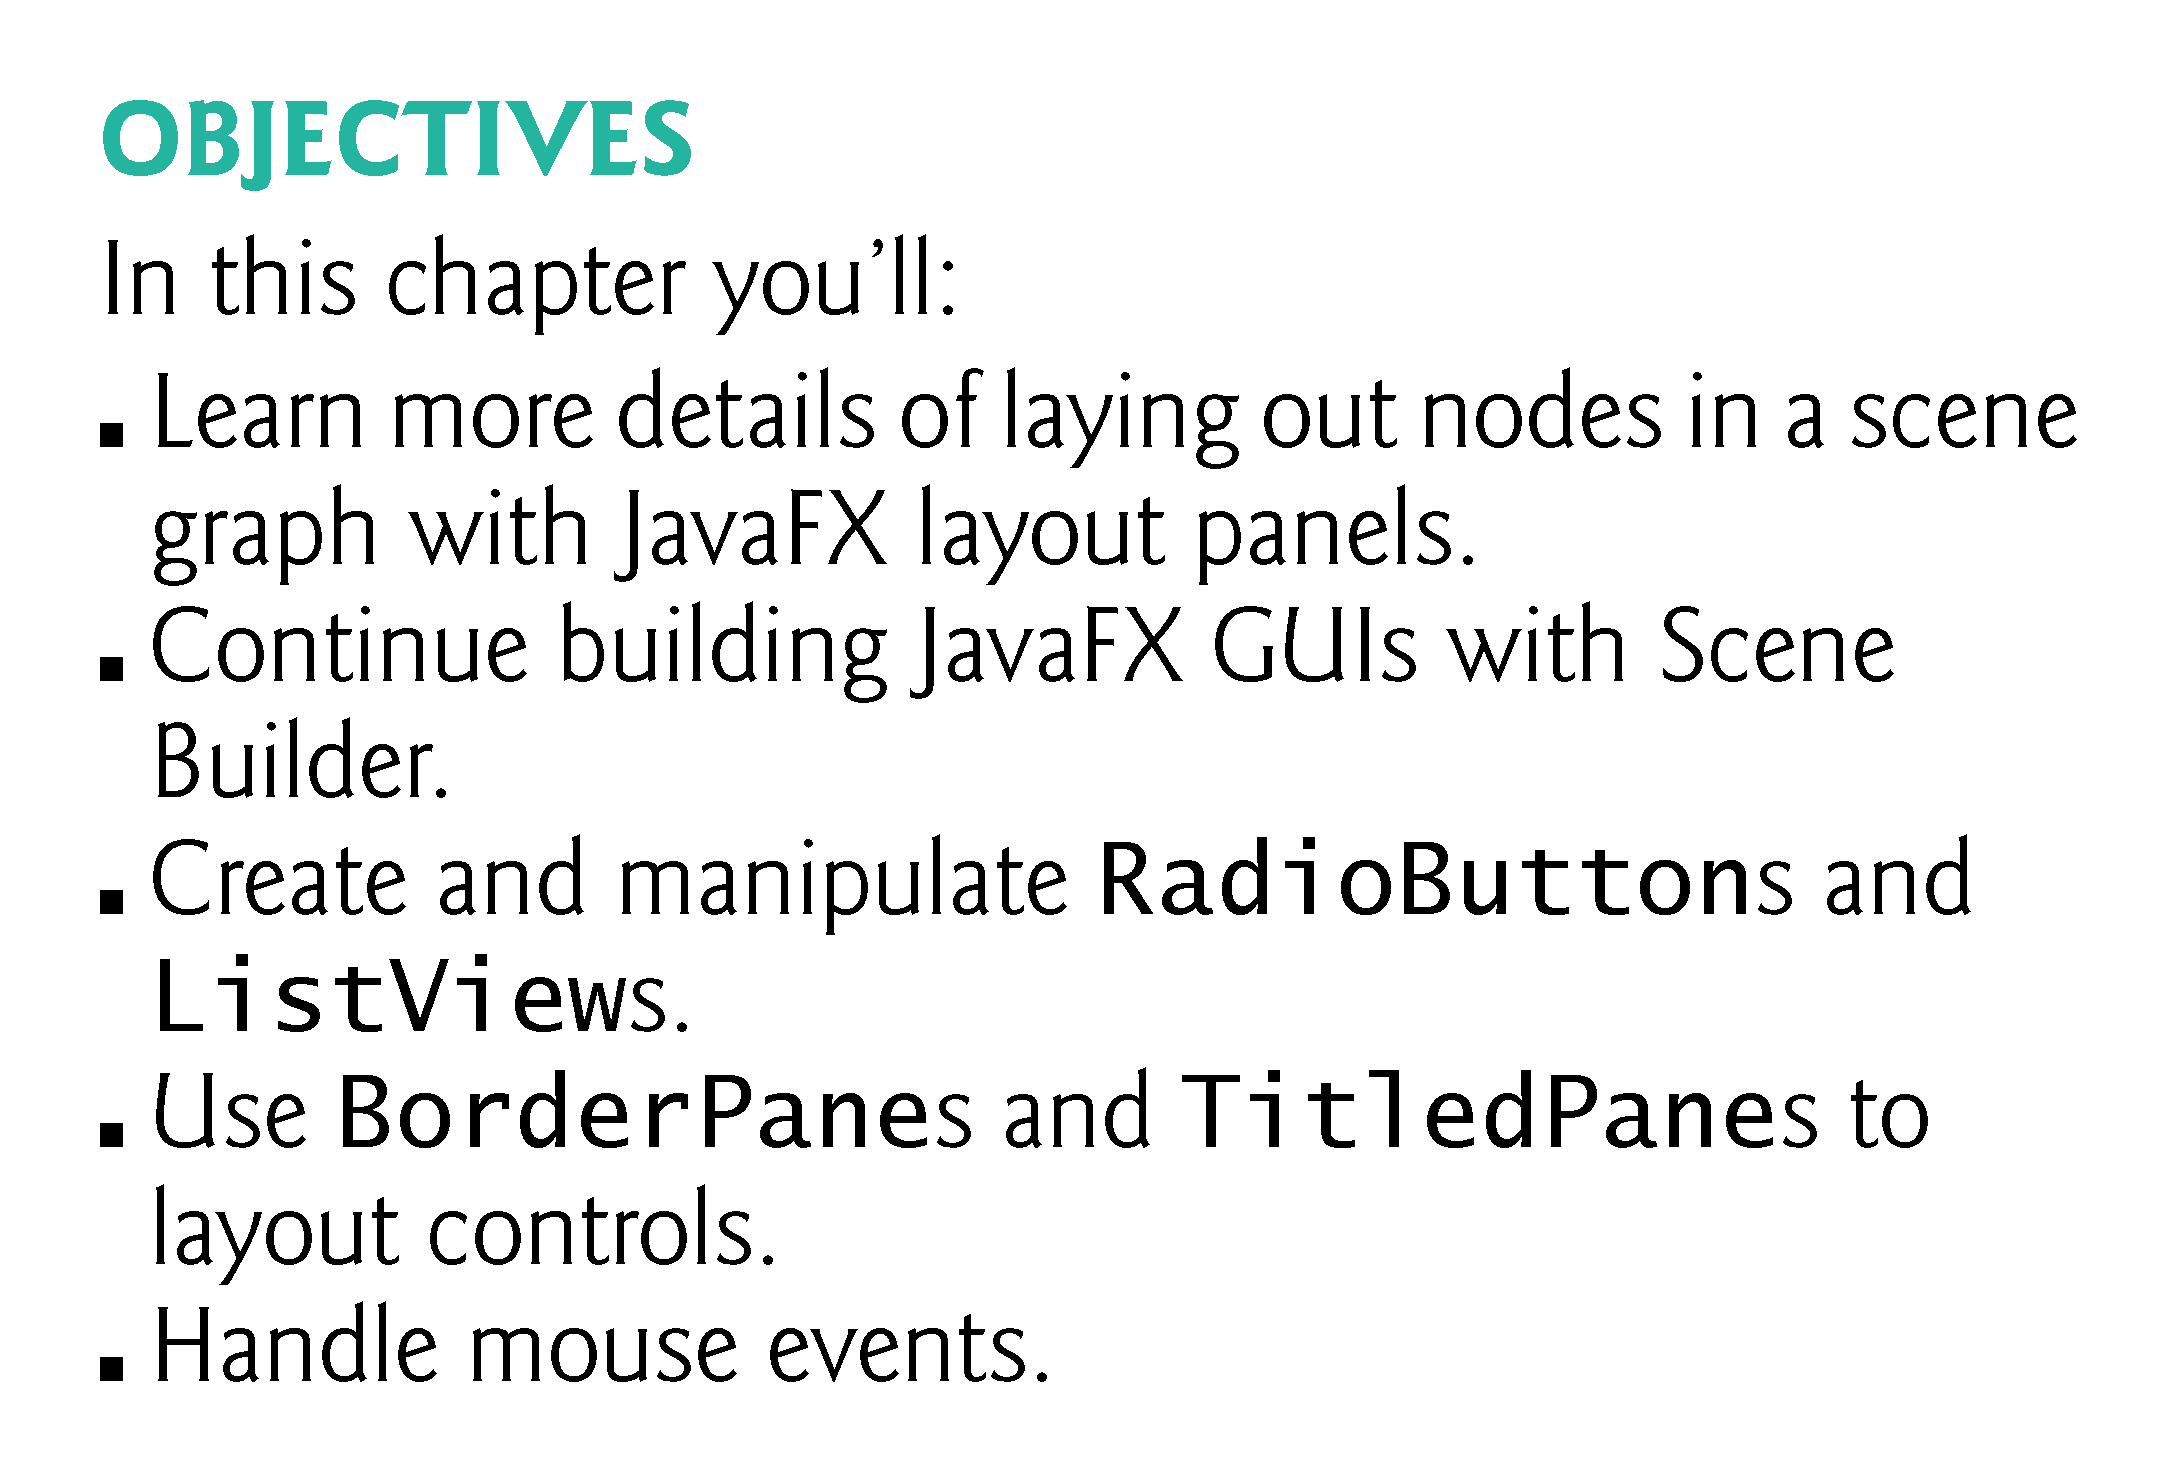 OBJECTIVES
In this chapter you’ll:
▪ Learn more details of laying out nodes in a scene
graph with JavaFX layout panels.
▪ Continue building JavaFX GUIs with Scene
Builder.
▪ Create and manipulate RadioButtons and
ListViews.
▪ Use BorderPanes and TitledPanes to
layout controls.
▪ Handle mouse events.